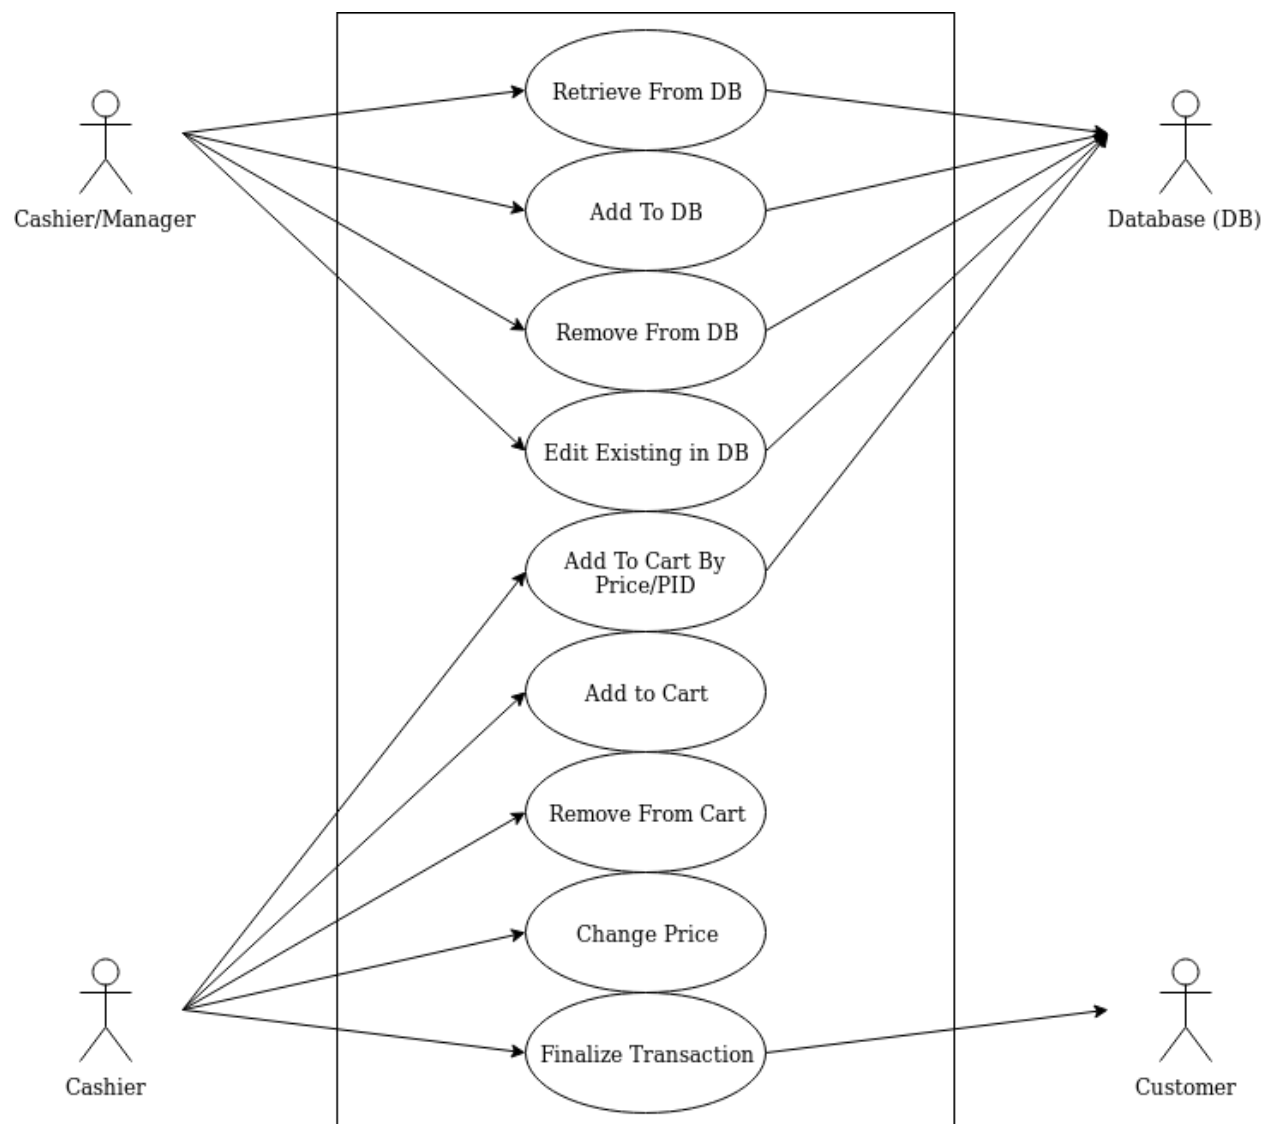 Retrieve From DB
Cashier/Manager
Add To DB
Database (DB)
Remove From DB
Edit Existing in DB
Add To Cart By
Price/PID
Add to Cart
Remove From Cart
Change Price
Finalize Transaction
Cashier
Customer